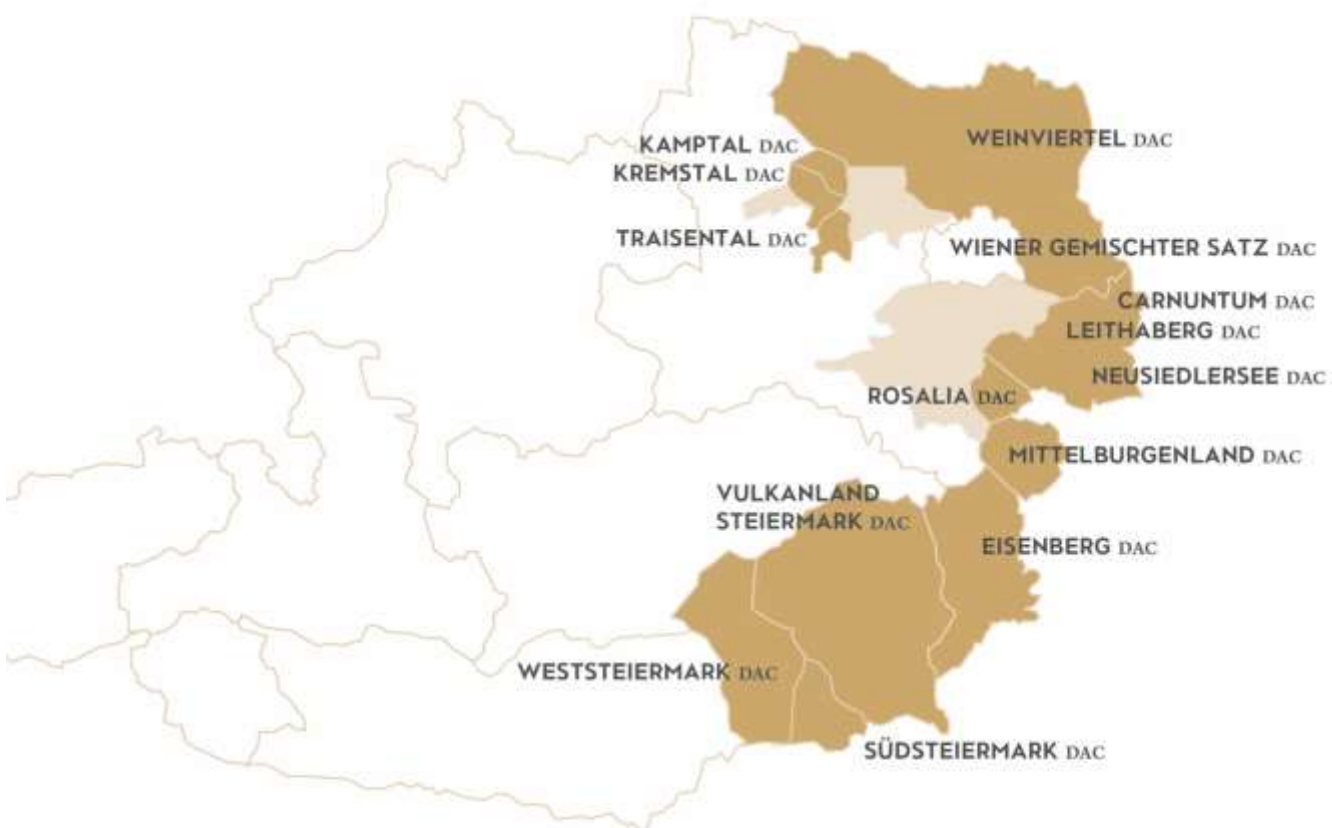 WEINVIERTEL DAC
KAMPTAL DAC
KREMSTAL DAC
TRAISENTAL DAC
WIENER GEMISCHTER SATZ DAC
CARNUNTUM DAC
LEITHABERG DAC
NEUSIEDLERSEE DAC
ROSALIA DAC
MITTELBURGENLAND DAC
VULKANLAND
STEIERMARK DAC
EISENBERG DAC
WESTSTEIERMARK DAC
SÜDSTEIERMARK DAC